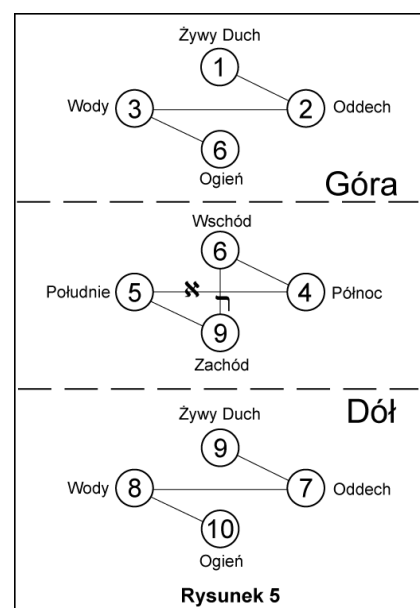 Żywy Duch
1
Wody 3 2 Oddech
6
Ogień
Góra
Wschód
6
Południe 5 א 4 Północ
9
Zachód
Dół
Żywy Duch
9
Wody 8 7 Oddech
10
Ogień
Rysunek 5